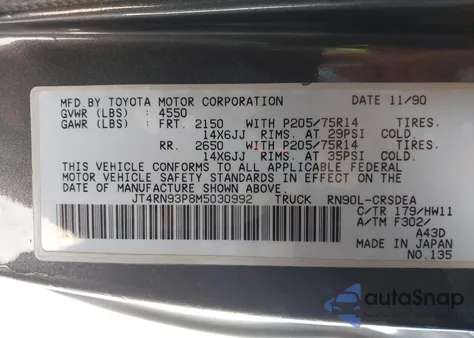 MFD.BY TOYOTA MOTOR CORPORATION DATE 11/90
GVWR (LBS) : 4550
GAWR (LBS) : FRT. 2150 WITH P205/75R14 TIRES.
14X6JJ RIMS. AT 29PSI COLD.
RR. 2650 WITH P205/75R14 TIRES.
14X6JJ RIMS. AT 35PSI COLD.
THIS VEHICLE CONFORMS TO ALL APPLICABLE FEDERAL
MOTOR VEHICLE SAFETY STANDARDS IN EFFECT ON THE
DATE OF MANUFACTURE SHOWN ABOVE.
JT4RN93P8M5030992 TRUCK RN90L-CRSDEA
C/TR 179/HW11
A/TM F302/
A43D
MADE IN JAPAN
NO.135
autoSnap